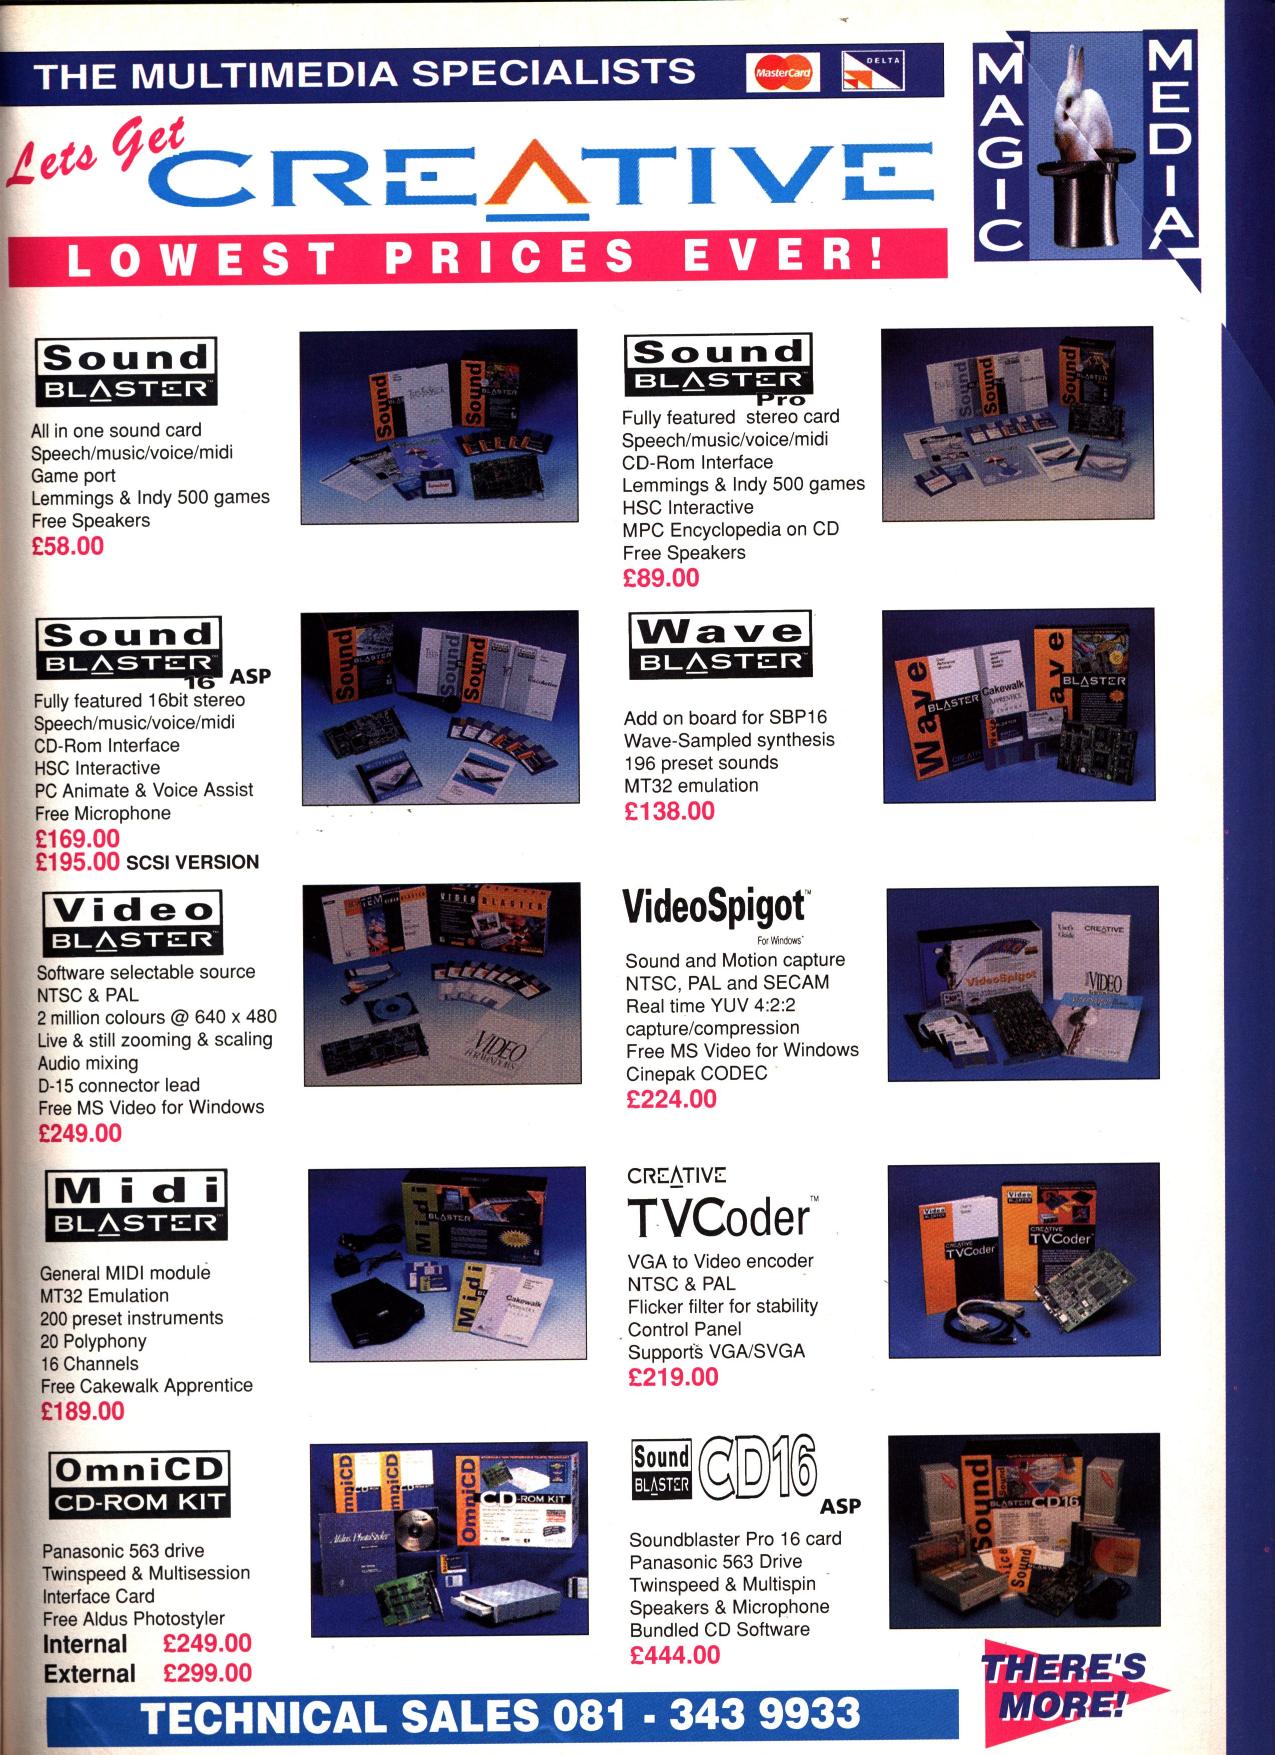 THE MULTIMEDIA SPECIALISTS
MasterCard
DELTA
MAGIC
MEDIA
Lets Get
CREATIVE
LOWEST PRICES EVER!
Sound
BLASTER™
All in one sound card
Speech/music/voice/midi
Game port
Lemmings & Indy 500 games
Free Speakers
£58.00
Sound
BLASTER™
Pro
Fully featured stereo card
Speech/music/voice/midi
CD-Rom Interface
Lemmings & Indy 500 games
HSC Interactive
MPC Encyclopedia on CD
Free Speakers
£89.00
Sound
BLASTER™
16 ASP
Fully featured 16bit stereo
Speech/music/voice/midi
CD-Rom Interface
HSC Interactive
PC Animate & Voice Assist
Free Microphone
£169.00
£195.00 SCSI VERSION
Wave
BLASTER™
Add on board for SBP16
Wave-Sampled synthesis
196 preset sounds
MT32 emulation
£138.00
Video
BLASTER™
Software selectable source
NTSC & PAL
2 million colours @ 640 x 480
Live & still zooming & scaling
Audio mixing
D-15 connector lead
Free MS Video for Windows
£249.00
VideoSpigot™
For Windows™
Sound and Motion capture
NTSC, PAL and SECAM
Real time YUV 4:2:2
capture/compression
Free MS Video for Windows
Cinepak CODEC
£224.00
Midi
BLASTER™
General MIDI module
MT32 Emulation
200 preset instruments
20 Polyphony
16 Channels
Free Cakewalk Apprentice
£189.00
CREATIVE
TVCoder™
VGA to Video encoder
NTSC & PAL
Flicker filter for stability
Control Panel
Supports VGA/SVGA
£219.00
OmniCD
CD-ROM KIT
Panasonic 563 drive
Twinspeed & Multisession
Interface Card
Free Aldus Photostyler
Internal £249.00
External £299.00
Sound
BLASTER
CD16
ASP
Soundblaster Pro 16 card
Panasonic 563 Drive
Twinspeed & Multispin
Speakers & Microphone
Bundled CD Software
£444.00
THERE'S
MORE!
TECHNICAL SALES 081 - 343 9933